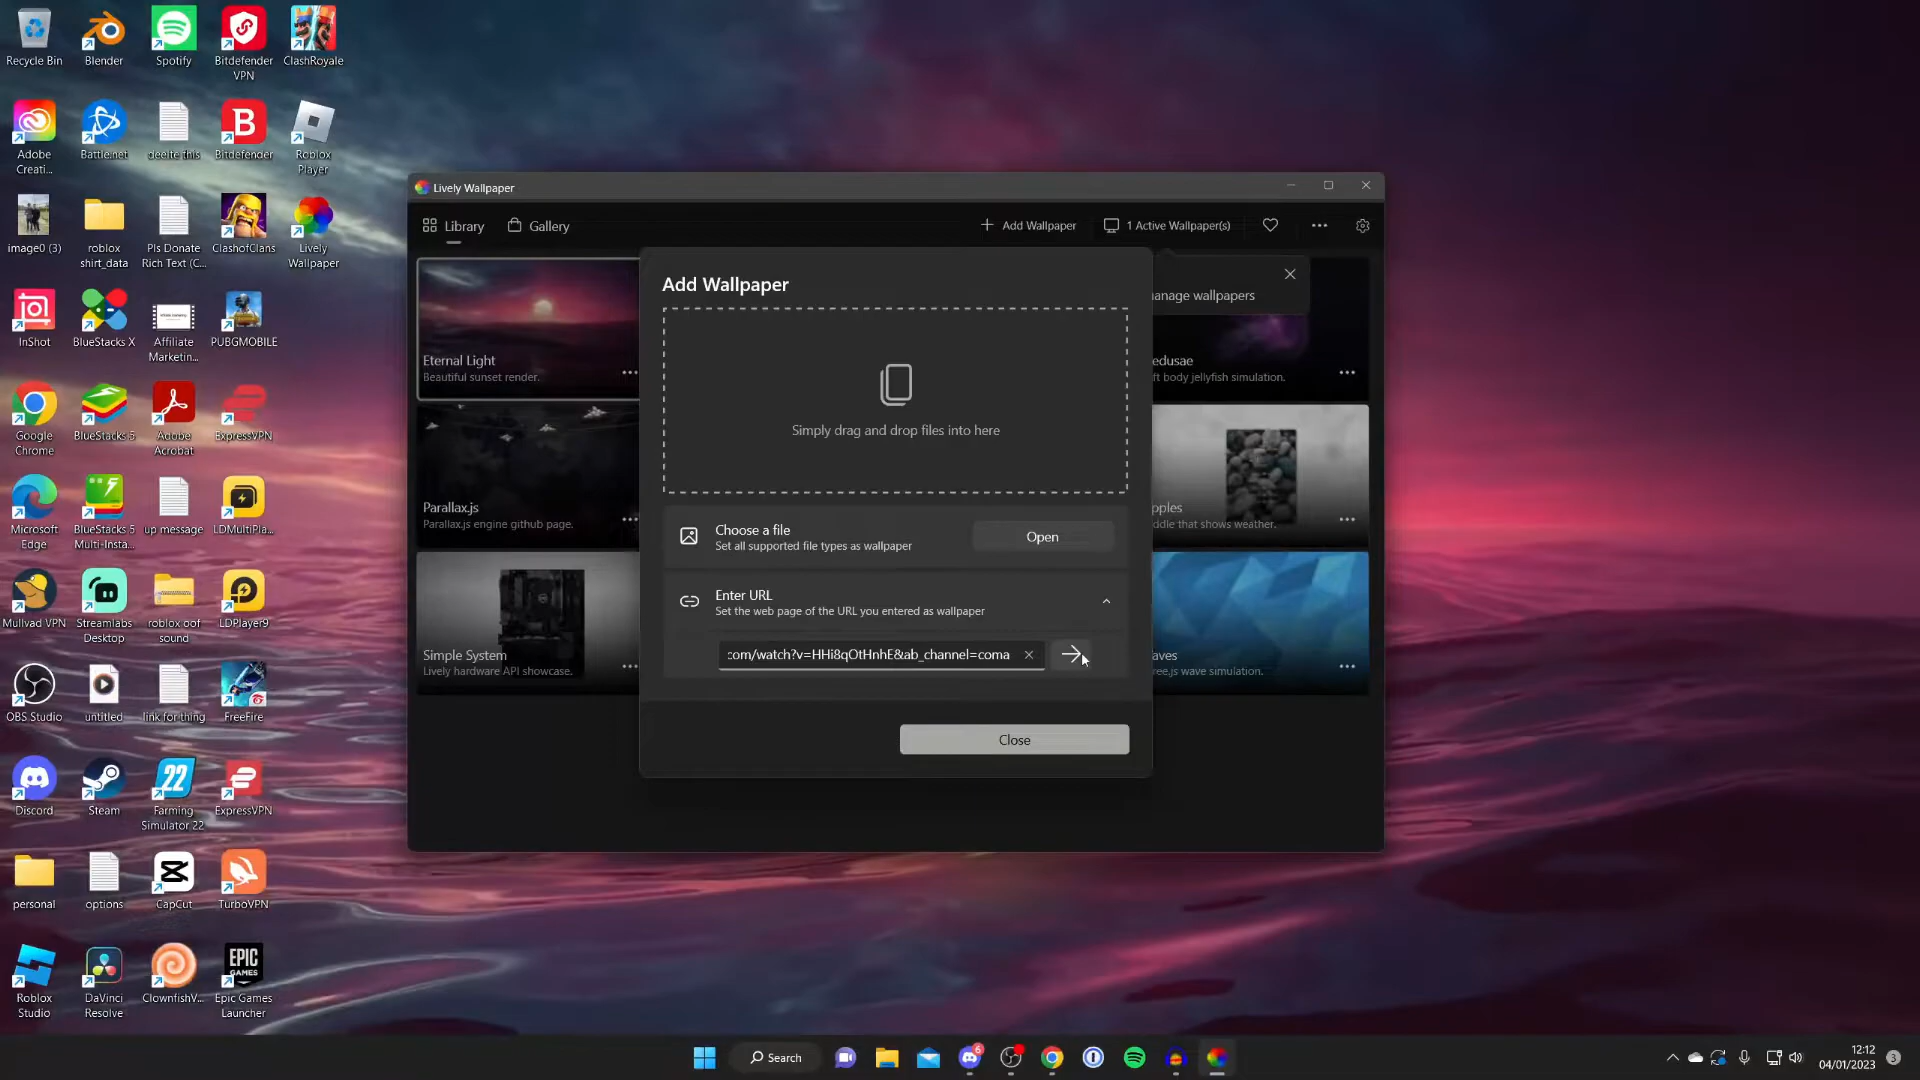 Recycle Bin
Blender
Spotify
Bitdefender
VPN
ClashRoyale
Adobe
Creati...
Battle.net
deelte this
Bitdefender
Roblox
Player
image0 (3)
roblox
shirt_data
Pls Donate
Rich Text (C...
ClashofClans
Lively
Wallpaper
InShot
BlueStacks X
Affiliate
Marketin...
PUBGMOBILE
Google
Chrome
BlueStacks 5
Adobe
Acrobat
ExpressVPN
Microsoft
Edge
BlueStacks 5
Multi-Insta...
up message
LDMultiPla...
Mullvad VPN
Streamlabs
Desktop
roblox oof
sound
LDPlayer9
OBS Studio
untitled
link for thing
FreeFire
Discord
Steam
Farming
Simulator 22
ExpressVPN
personal
options
CapCut
TurboVPN
Roblox
Studio
DaVinci
Resolve
ClownfishV...
Epic Games
Launcher
Lively Wallpaper
Library
Gallery
Add Wallpaper
1 Active Wallpaper(s)
anage wallpapers
Eternal Light
Beautiful sunset render.
edusae
ft body jellyfish simulation.
Parallax.js
Parallax.js engine github page.
pples
ddle that shows weather.
Simple System
Lively hardware API showcase.
aves
ree.js wave simulation.
Add Wallpaper
Simply drag and drop files into here
Choose a file
Set all supported file types as wallpaper
Open
Enter URL
Set the web page of the URL you entered as wallpaper
com/watch?v=HHi8qOtHnhE&ab_channel=coma
Close
EPIC
GAMES
22
Search
6
12:12
04/01/2023
3